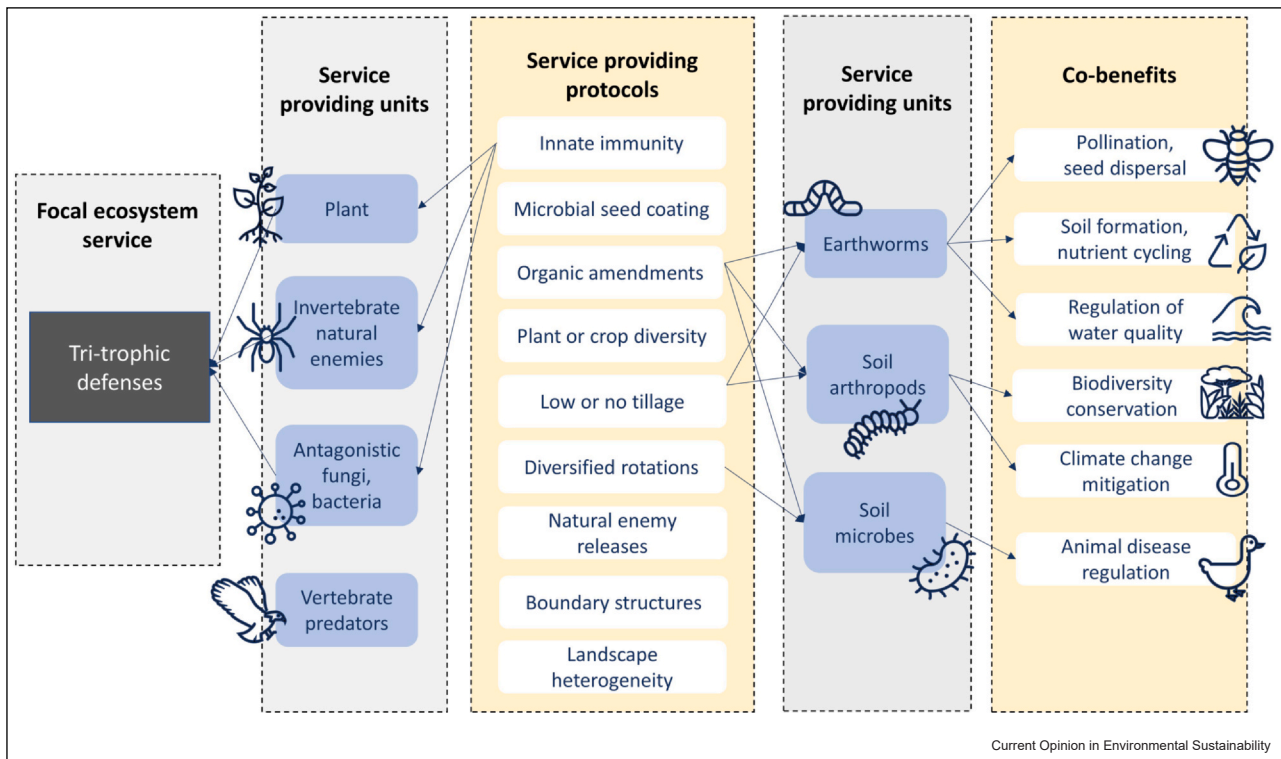 Focal ecosystem
service
Tri-trophic
defenses
Service
providing units
Plant
Invertebrate
natural
enemies
Antagonistic
fungi,
bacteria
Vertebrate
predators
Service providing
protocols
Innate immunity
Microbial seed coating
Organic amendments
Plant or crop diversity
Low or no tillage
Diversified rotations
Natural enemy
releases
Boundary structures
Landscape
heterogeneity
Service
providing units
Earthworms
Soil
arthropods
Soil
microbes
Co-benefits
Pollination,
seed dispersal
Soil formation,
nutrient cycling
Regulation of
water quality
Biodiversity
conservation
Climate change
mitigation
Animal disease
regulation
Current Opinion in Environmental Sustainability